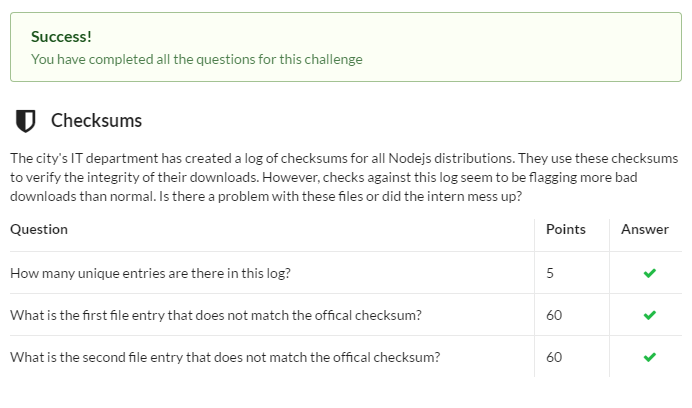 Success!
You have completed all the questions for this challenge
Checksums
The city's IT department has created a log of checksums for all Nodejs distributions. They use these checksums
to verify the integrity of their downloads. However, checks against this log seem to be flagging more bad
downloads than normal. Is there a problem with these files or did the intern mess up?
Question Points Answer
How many unique entries are there in this log? 5
What is the first file entry that does not match the offical checksum? 60
What is the second file entry that does not match the offical checksum? 60